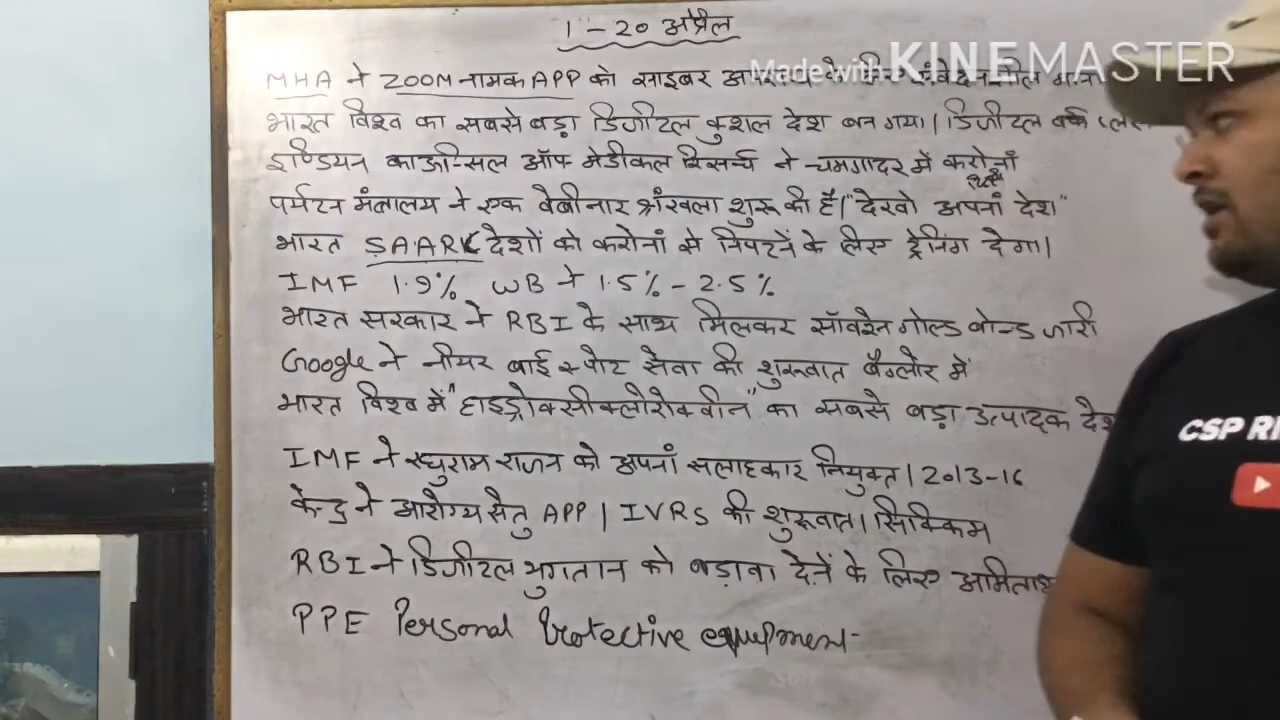 1 - 20 अप्रैल
Made with KINEMASTER
MHA ने ZOOM नामक APP को साइबर
भारत विश्व का सबसे बड़ा डिजीटल कुशल देश बन गया। डिजीटल
इण्डियन काउन्सिल ऑफ मेडीकल रिसर्च ने चमगादर में करोनां
पर्यटन मंत्रालय ने एक वेबीनार श्रंखला शुरू की है। "देखो अपनां देश"
भारत SAARK देशों को करोनां से निपटनें के लिए ट्रेनिंग देगा।
IMF 1.9% WB ने 1.5% - 2.5%
भारत सरकार ने RBI के साथ मिलकर सॉवरेन गोल्ड बोन्ड जारी
Google ने नीयर बाई स्पोट सेवा की शुरूवात बैंग्लोर में
भारत विश्व में "हाइड्रोक्सीक्लोरोक्वीन" का सबसे बड़ा उत्पादक देश
IMF ने रघुराम राजन को अपनां सलाहकार नियुक्त। 2013-16
केन्द्र ने आरोग्य सेतु APP | IVRS की शुरूवात। सिक्किम
RBI ने डिजीटल भुगतान को बड़ावा देनें के लिए
PPE Personal Protective equipment
CSP RI